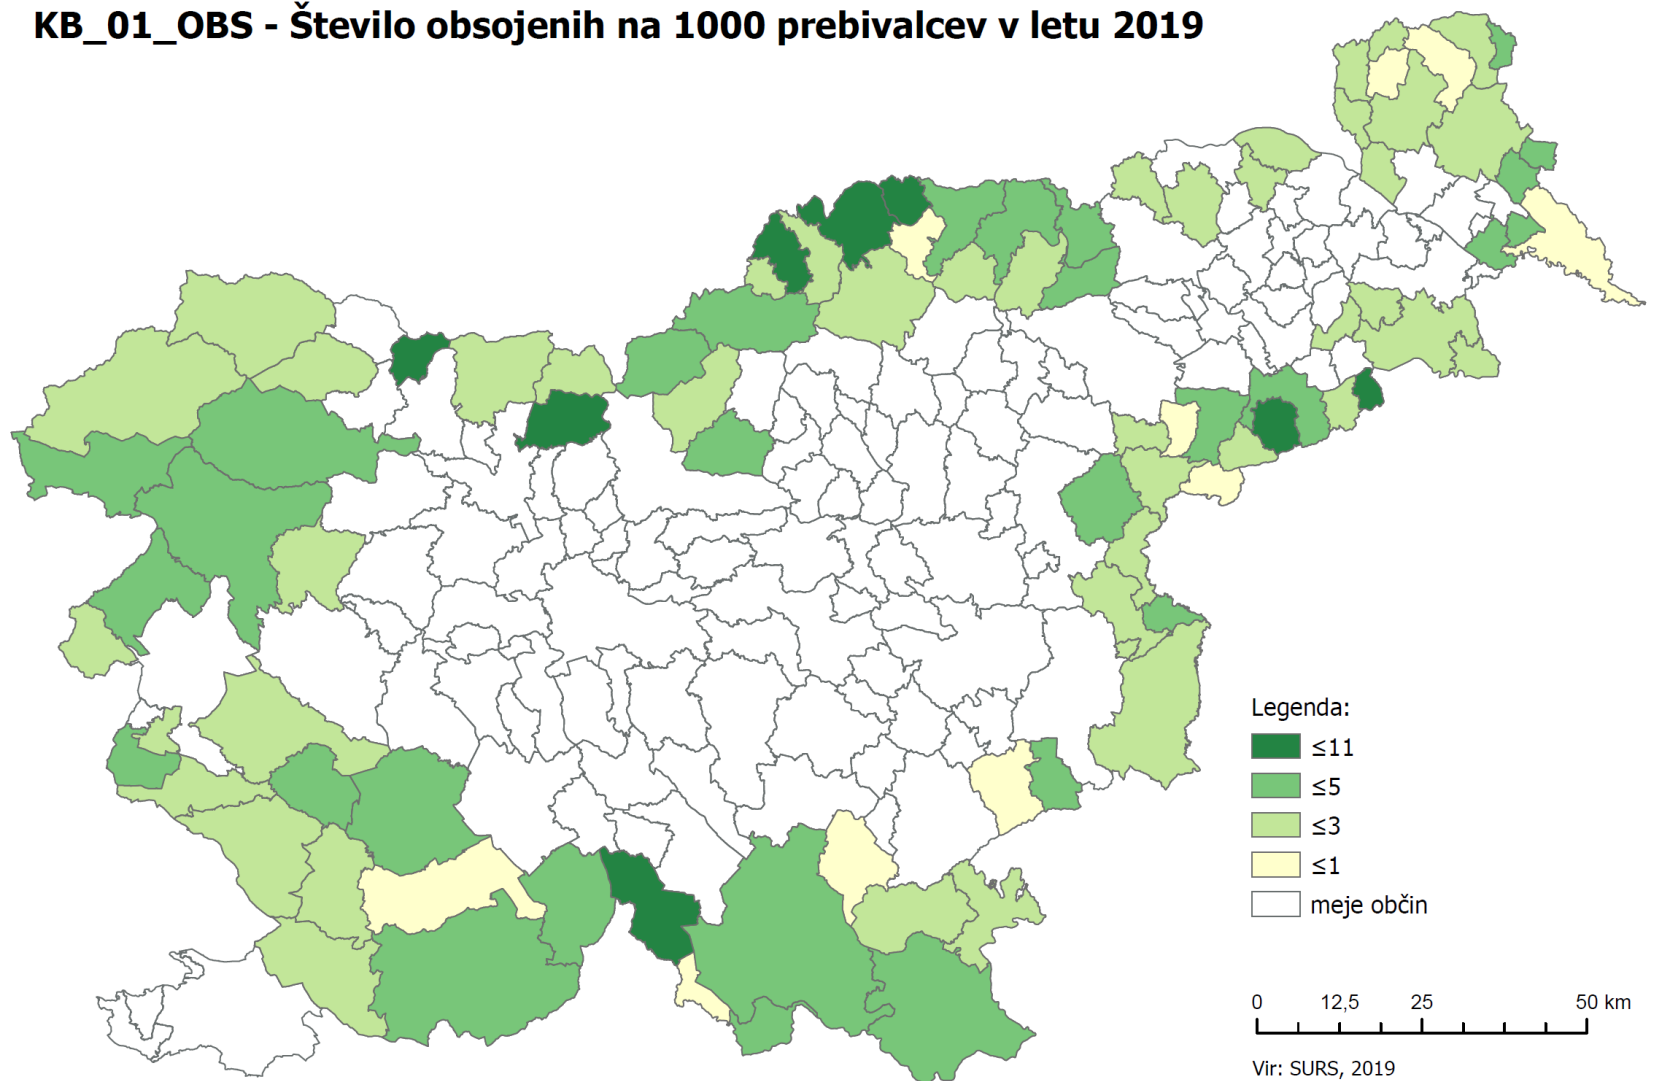 KB_01_OBS - Število obsojenih na 1000 prebivalcev v letu 2019
Legenda:
≤11
≤5
≤3
≤1
meje občin
0 12,5 25 50 km
Vir: SURS, 2019